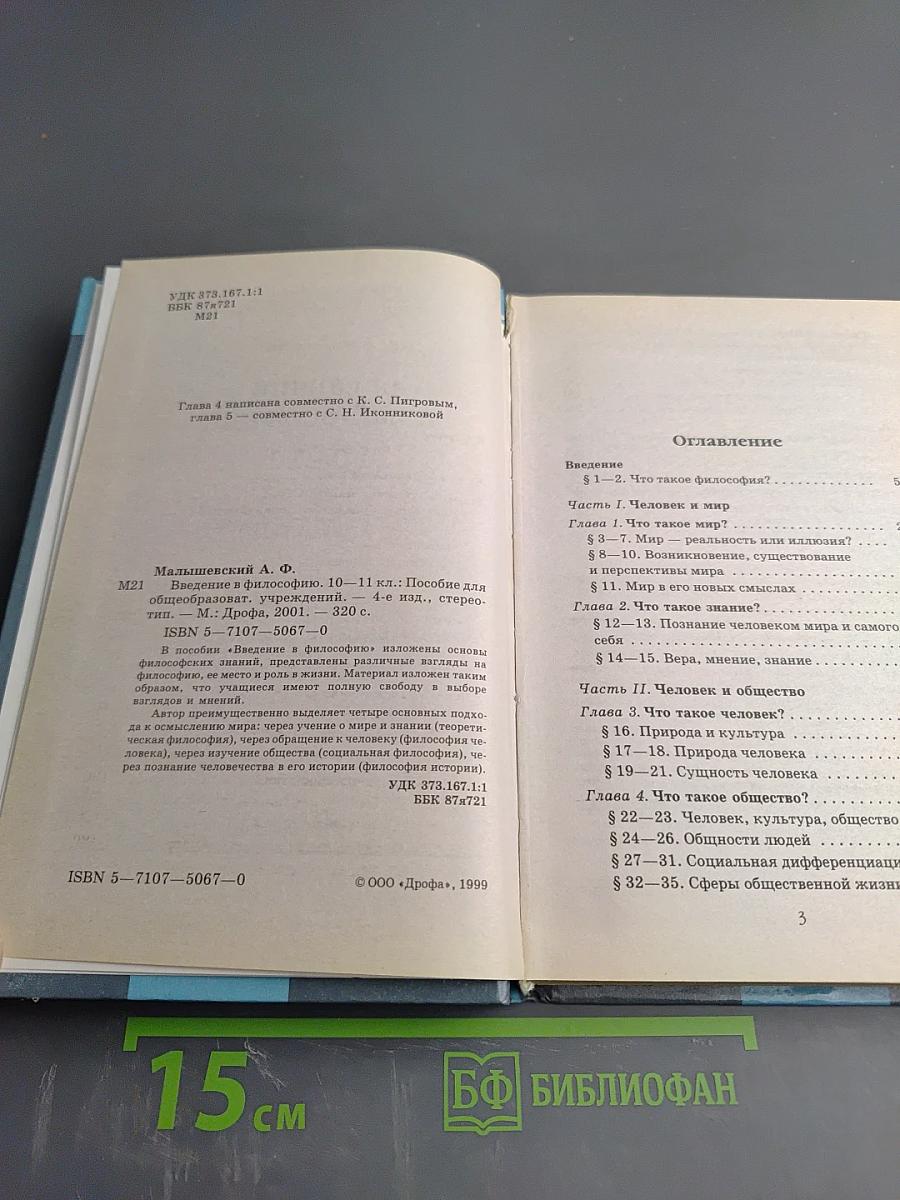 УДК 373.167.1:1
ББК 87я721
М21
Глава 4 написана совместно с К. С. Пигровым,
глава 5 — совместно с С. Н. Иконниковой
Малышевский А. Ф.
М21 Введение в философию. 10—11 кл.: Пособие для
общеобразоват. учреждений. — 4-е изд., стерео-
тип. — М.: Дрофа, 2001. — 320 с.
ISBN 5—7107—5067—0
В пособии «Введение в философию» изложены основы
философских знаний, представлены различные взгляды на
философию, ее место и роль в жизни. Материал изложен таким
образом, что учащиеся имеют полную свободу в выборе
взглядов и мнений.
Автор преимущественно выделяет четыре основных подхо-
да к осмыслению мира: через учение о мире и знании (теорети-
ческая философия), через обращение к человеку (философия че-
ловека), через изучение общества (социальная философия), че-
рез познание человечества в его истории (философия истории).
УДК 373.167.1:1
ББК 87я721
ISBN 5—7107—5067—0
© ООО «Дрофа», 1999
Оглавление
Введение
§ 1—2. Что такое философия? . . . . . . . . . . . . . 5
Часть I. Человек и мир
Глава 1. Что такое мир? . . . . . . . . . . . . . . . . . . . 2
§ 3—7. Мир — реальность или иллюзия? . . . .
§ 8—10. Возникновение, существование
и перспективы мира . . . . . . . . . . . . . . . . . . .
§ 11. Мир в его новых смыслах . . . . . . . . . . . .
Глава 2. Что такое знание? . . . . . . . . . . . . . . . .
§ 12—13. Познание человеком мира и самого
себя . . . . . . . . . . . . . . . . . . . . . . . . . . . . . . .
§ 14—15. Вера, мнение, знание . . . . . . . . . .
Часть II. Человек и общество
Глава 3. Что такое человек? . . . . . . . . . . . . .
§ 16. Природа и культура . . . . . . . . . . . . .
§ 17—18. Природа человека . . . . . . . . . . .
§ 19—21. Сущность человека . . . . . . . . .
Глава 4. Что такое общество? . . . . . . . . . .
§ 22—23. Человек, культура, общество
§ 24—26. Общности людей . . . . . . . . .
§ 27—31. Социальная дифференциаци
§ 32—35. Сферы общественной жизни
3
15 см
БФ БИБЛИОФАН